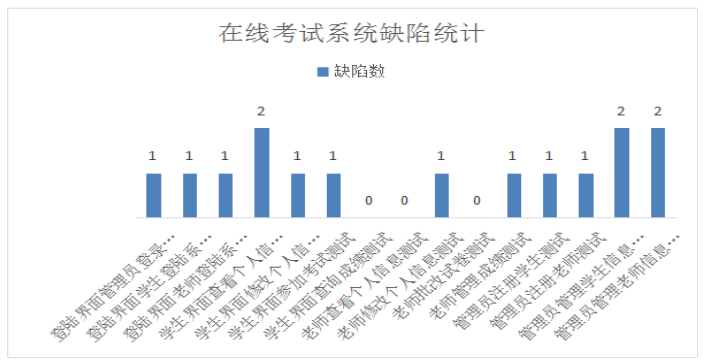 在线考试系统缺陷统计
缺陷数
1 1 1 2 1 1 0 0 1 0 1 1 1 2 2
登陆界面管理员登录…
登陆界面学生登陆系…
登陆界面老师登陆系…
学生界面查看个人信…
学生界面修改个人信…
学生界面参加考试测试
学生界面查询成绩测试
老师查看个人信息测试
老师修改个人信息测试
老师批改试卷测试
老师管理成绩测试
管理员注册学生测试
管理员注册老师测试
管理员管理学生信息…
管理员管理老师信息…